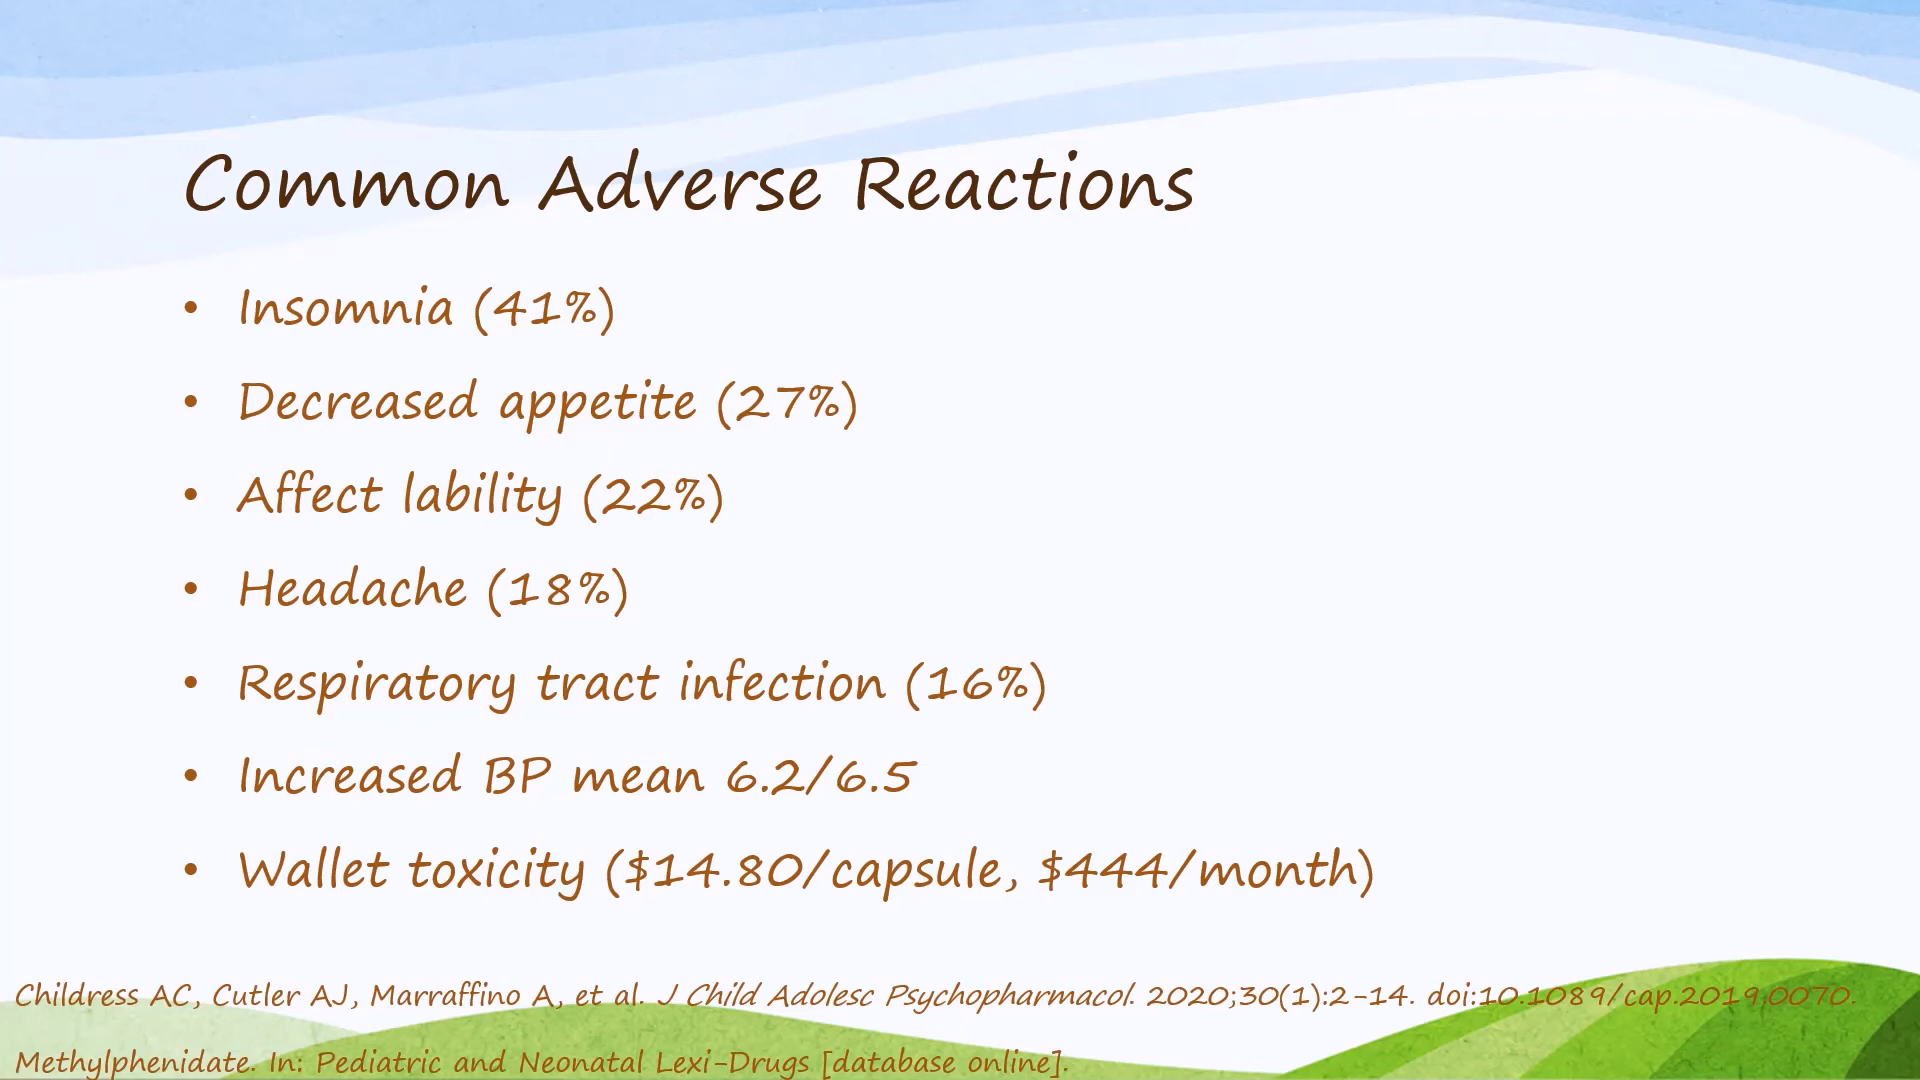 Common Adverse Reactions
• Insomnia (41%)
• Decreased appetite (27%)
• Affect lability (22%)
• Headache (18%)
• Respiratory tract infection (16%)
• Increased BP mean 6.2/6.5
• Wallet toxicity ($14.80/capsule, $444/month)
Childress AC, Cutler AJ, Marraffino A, et al. J Child Adolesc Psychopharmacol. 2020;30(1):2-14. doi:10.1089/cap.2019.0070.
Methylphenidate. In: Pediatric and Neonatal Lexi-Drugs [database online].